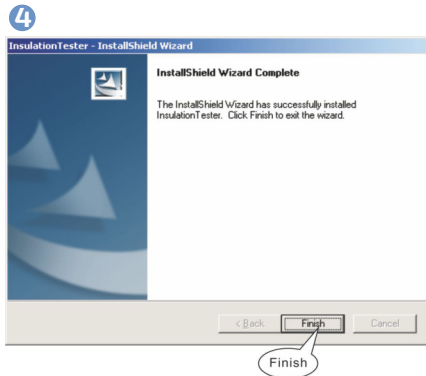 4
InsulationTester - InstallShield Wizard
InstallShield Wizard Complete
The InstallShield Wizard has successfully installed
InsulationTester. Click Finish to exit the wizard.
< Back
Finish
Cancel
Finish